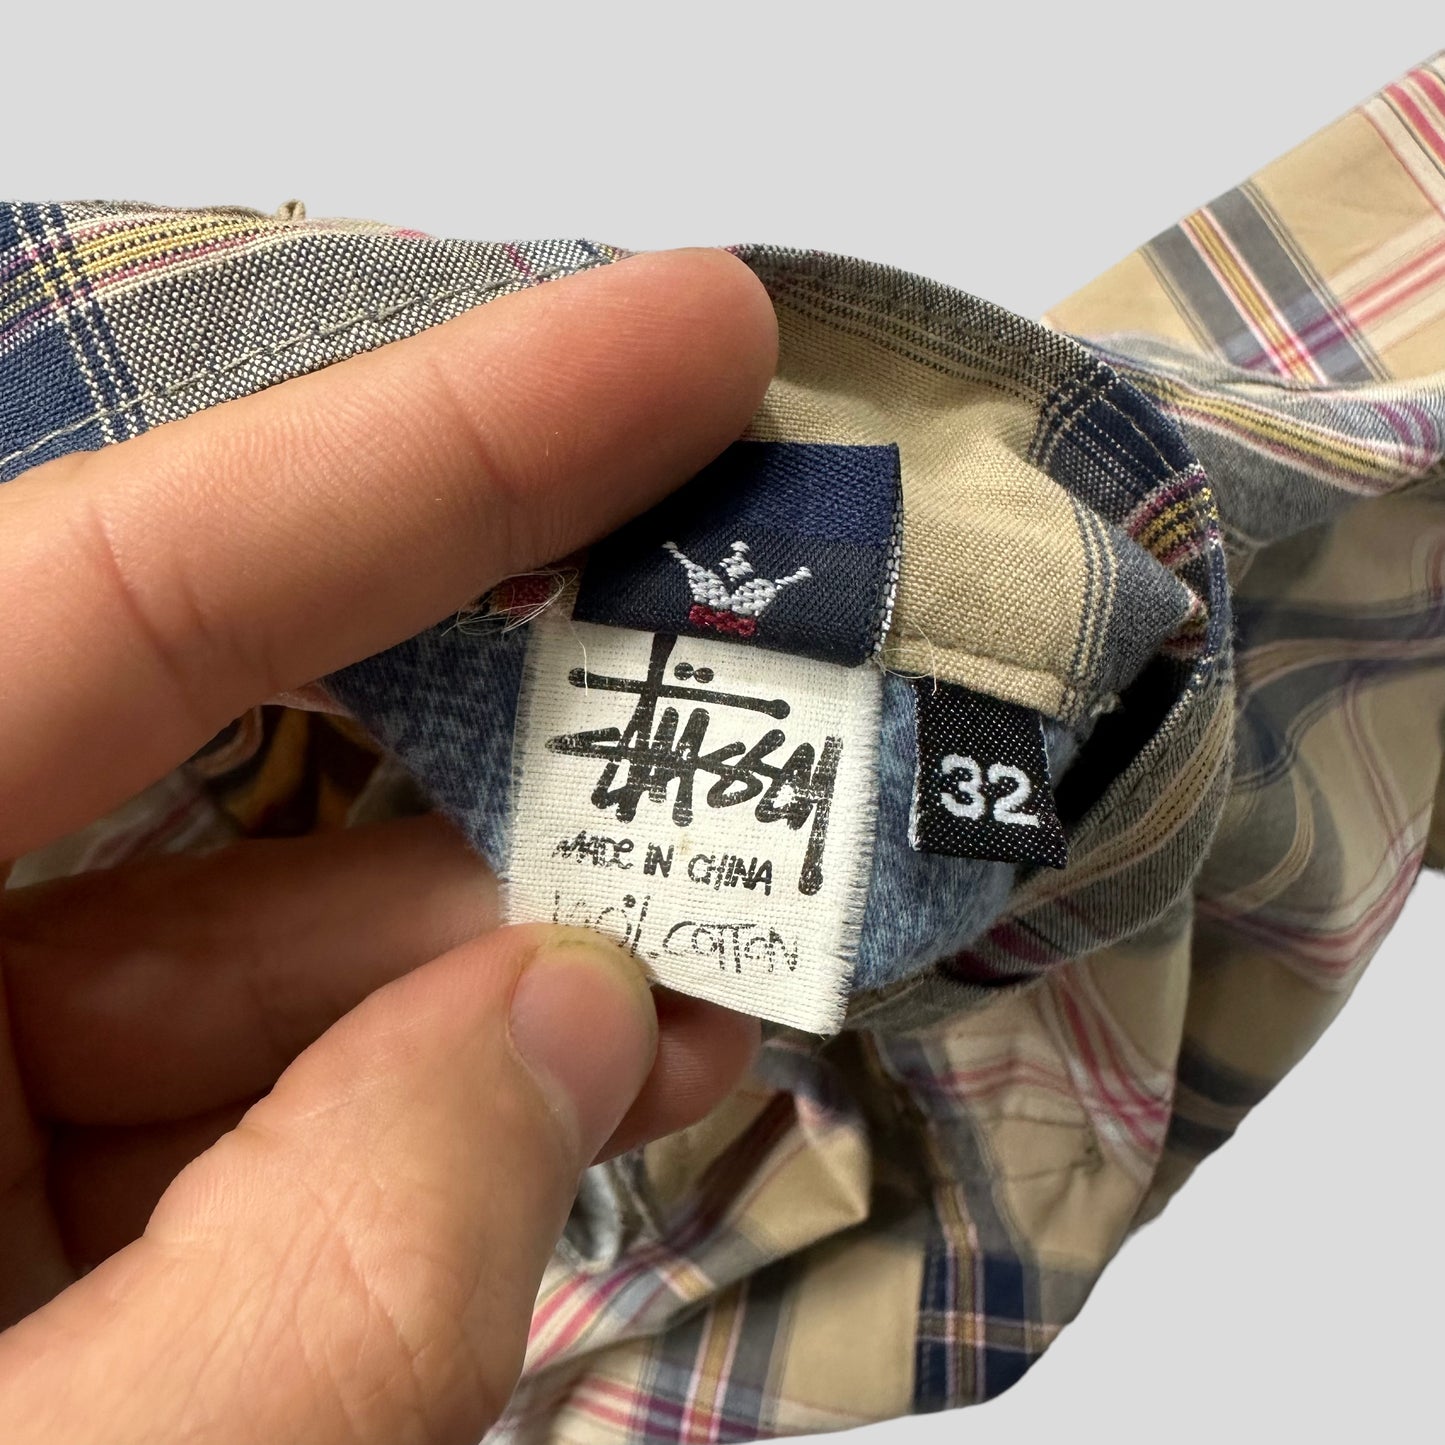 STÜSSY
MADE IN CHINA
100% COTTON
32